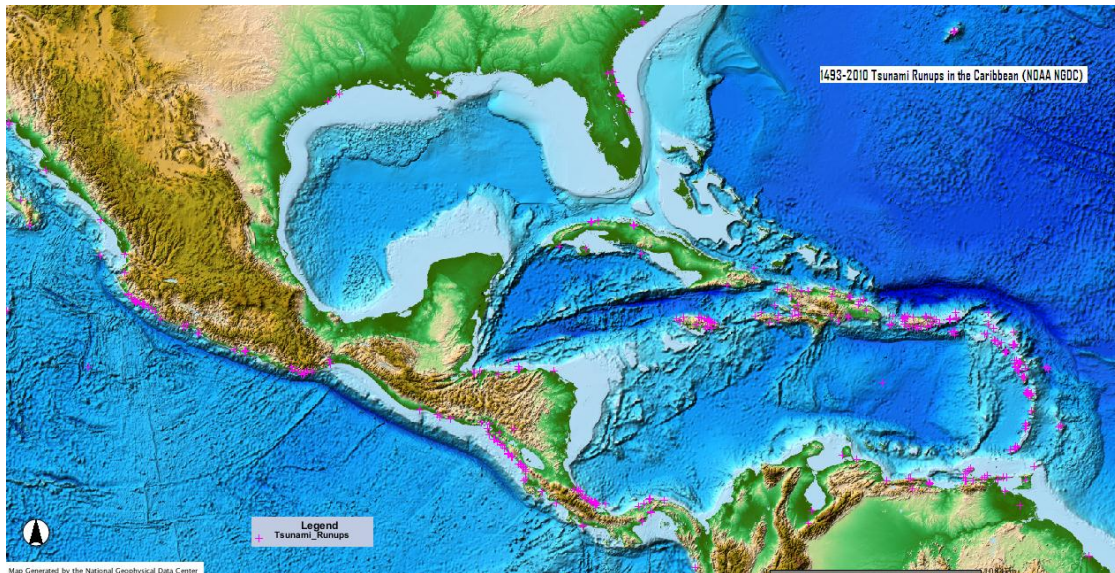 1493-2010 Tsunami Runups in the Caribbean (NOAA NGDC)
Legend
Tsunami_Runups
Map Generated by the National Geophysical Data Center